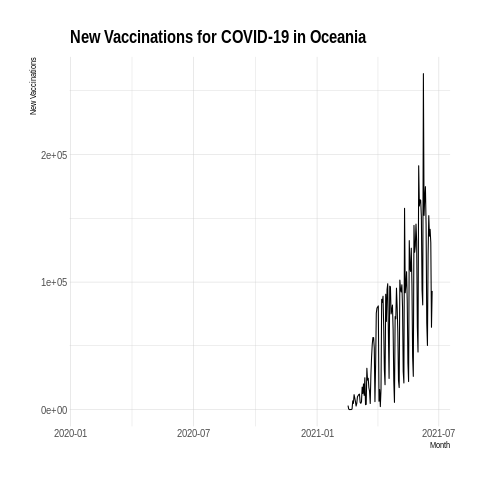 New Vaccinations for COVID-19 in Oceania
New Vaccinations
2e+05
1e+05
0e+00
2020-01 2020-07 2021-01 2021-07
Month